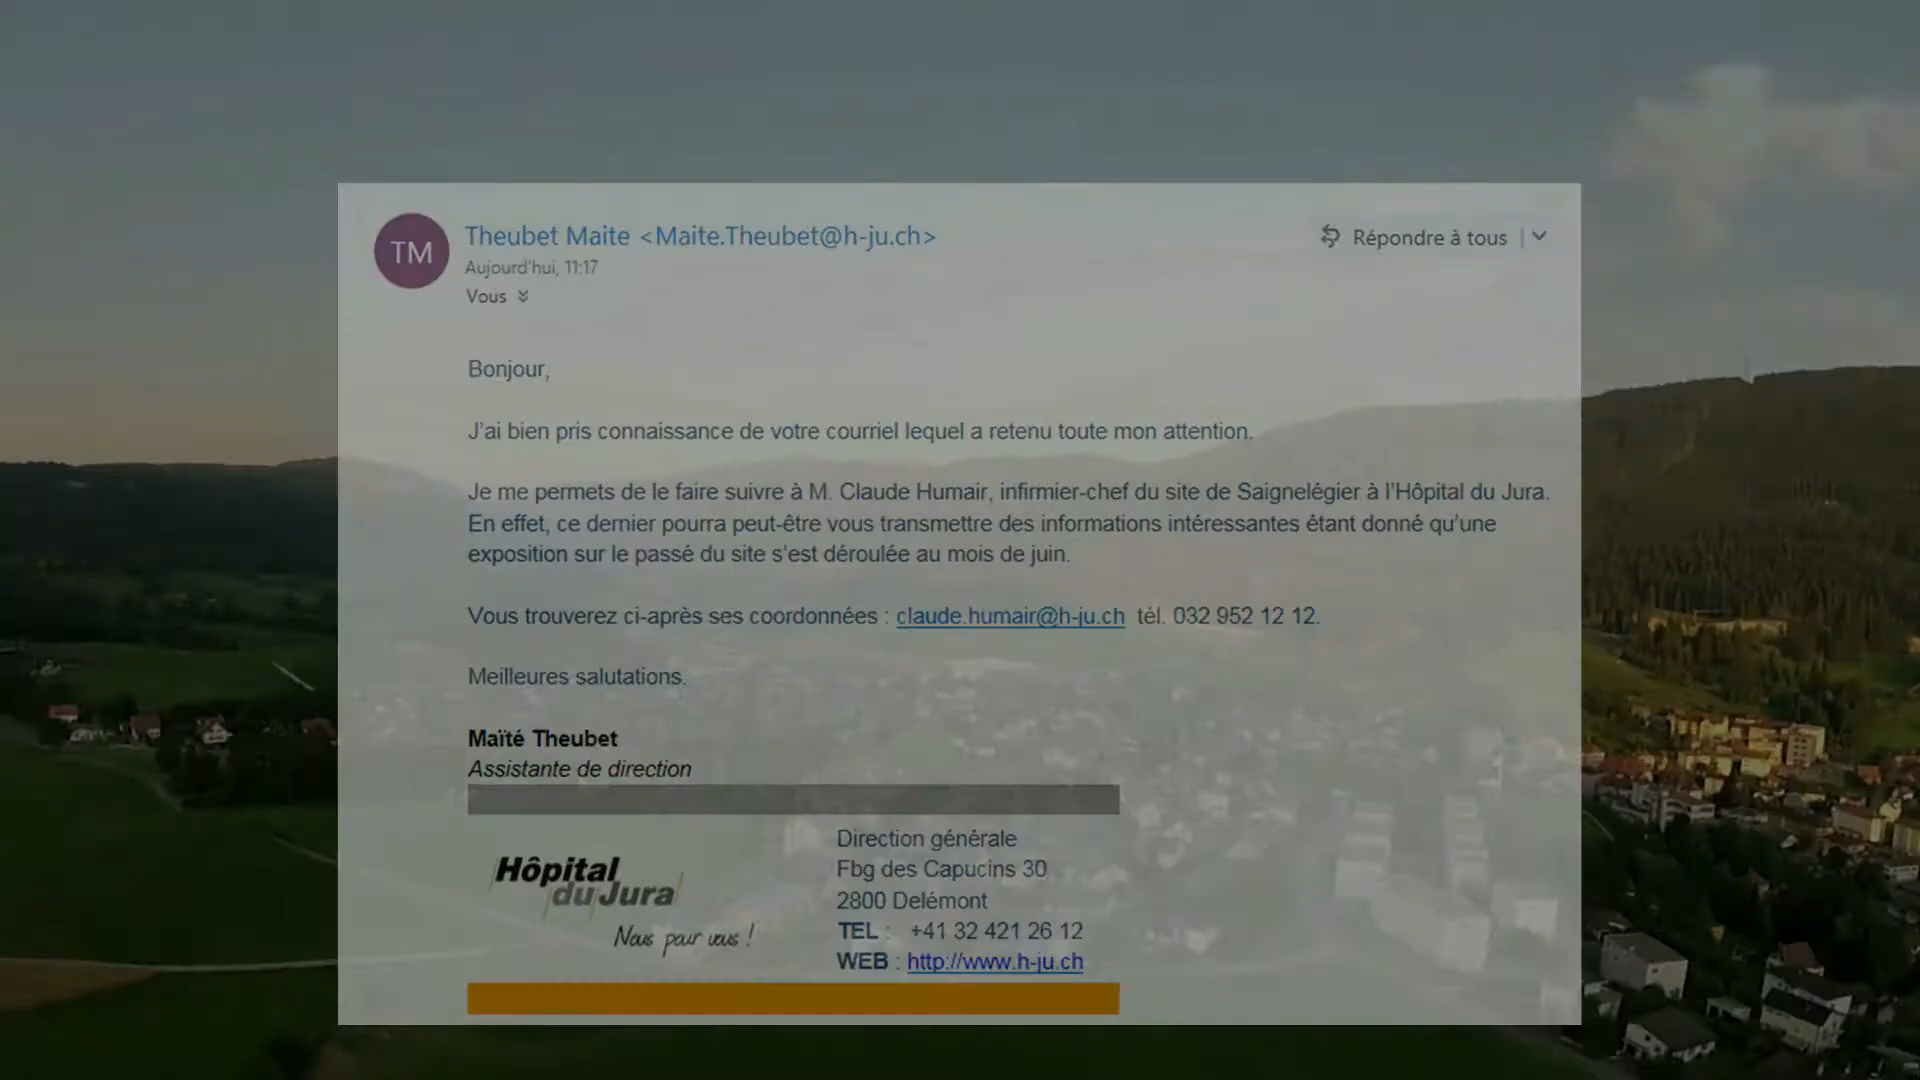 TM
Theubet Maite <Maite.Theubet@h-ju.ch>
Répondre à tous
Aujourd'hui, 11:17
Vous
Bonjour,
J'ai bien pris connaissance de votre courriel lequel a retenu toute mon attention.
Je me permets de le faire suivre à M. Claude Humair, infirmier-chef du site de Saignelégier à l'Hôpital du Jura.
En effet, ce dernier pourra peut-être vous transmettre des informations intéressantes étant donné qu'une
exposition sur le passé du site s'est déroulée au mois de juin.
Vous trouverez ci-après ses coordonnées : claude.humair@h-ju.ch tél. 032 952 12 12.
Meilleures salutations.
Maïté Theubet
Assistante de direction
Hôpital
du Jura
Nous pour vous !
Direction générale
Fbg des Capucins 30
2800 Delémont
TEL : +41 32 421 26 12
WEB : http://www.h-ju.ch